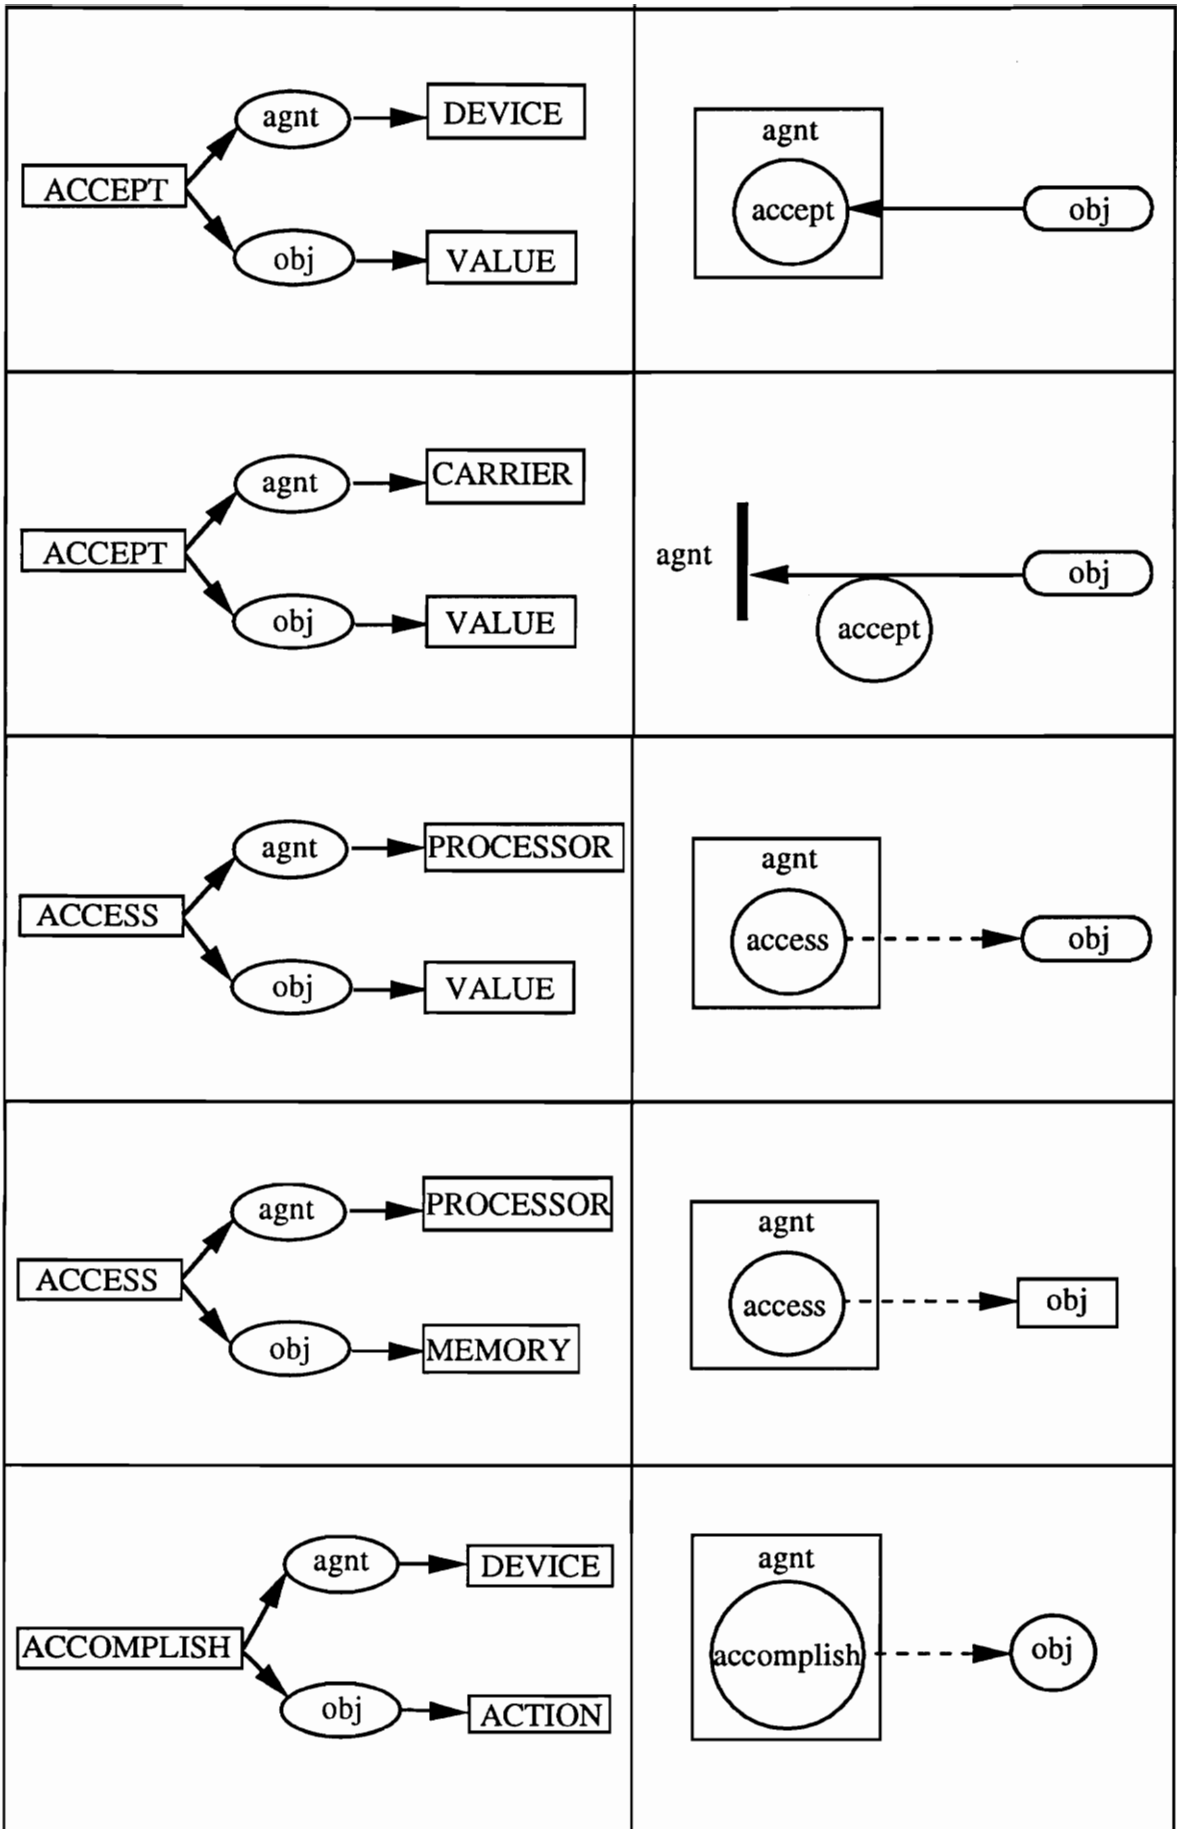 agnt
DEVICE
ACCEPT
obj
VALUE
agnt
accept
obj
agnt
CARRIER
ACCEPT
obj
VALUE
agnt
obj
accept
agnt
PROCESSOR
ACCESS
obj
VALUE
agnt
access
obj
agnt
PROCESSOR
ACCESS
obj
MEMORY
agnt
access
obj
agnt
DEVICE
ACCOMPLISH
obj
ACTION
agnt
accomplish
obj